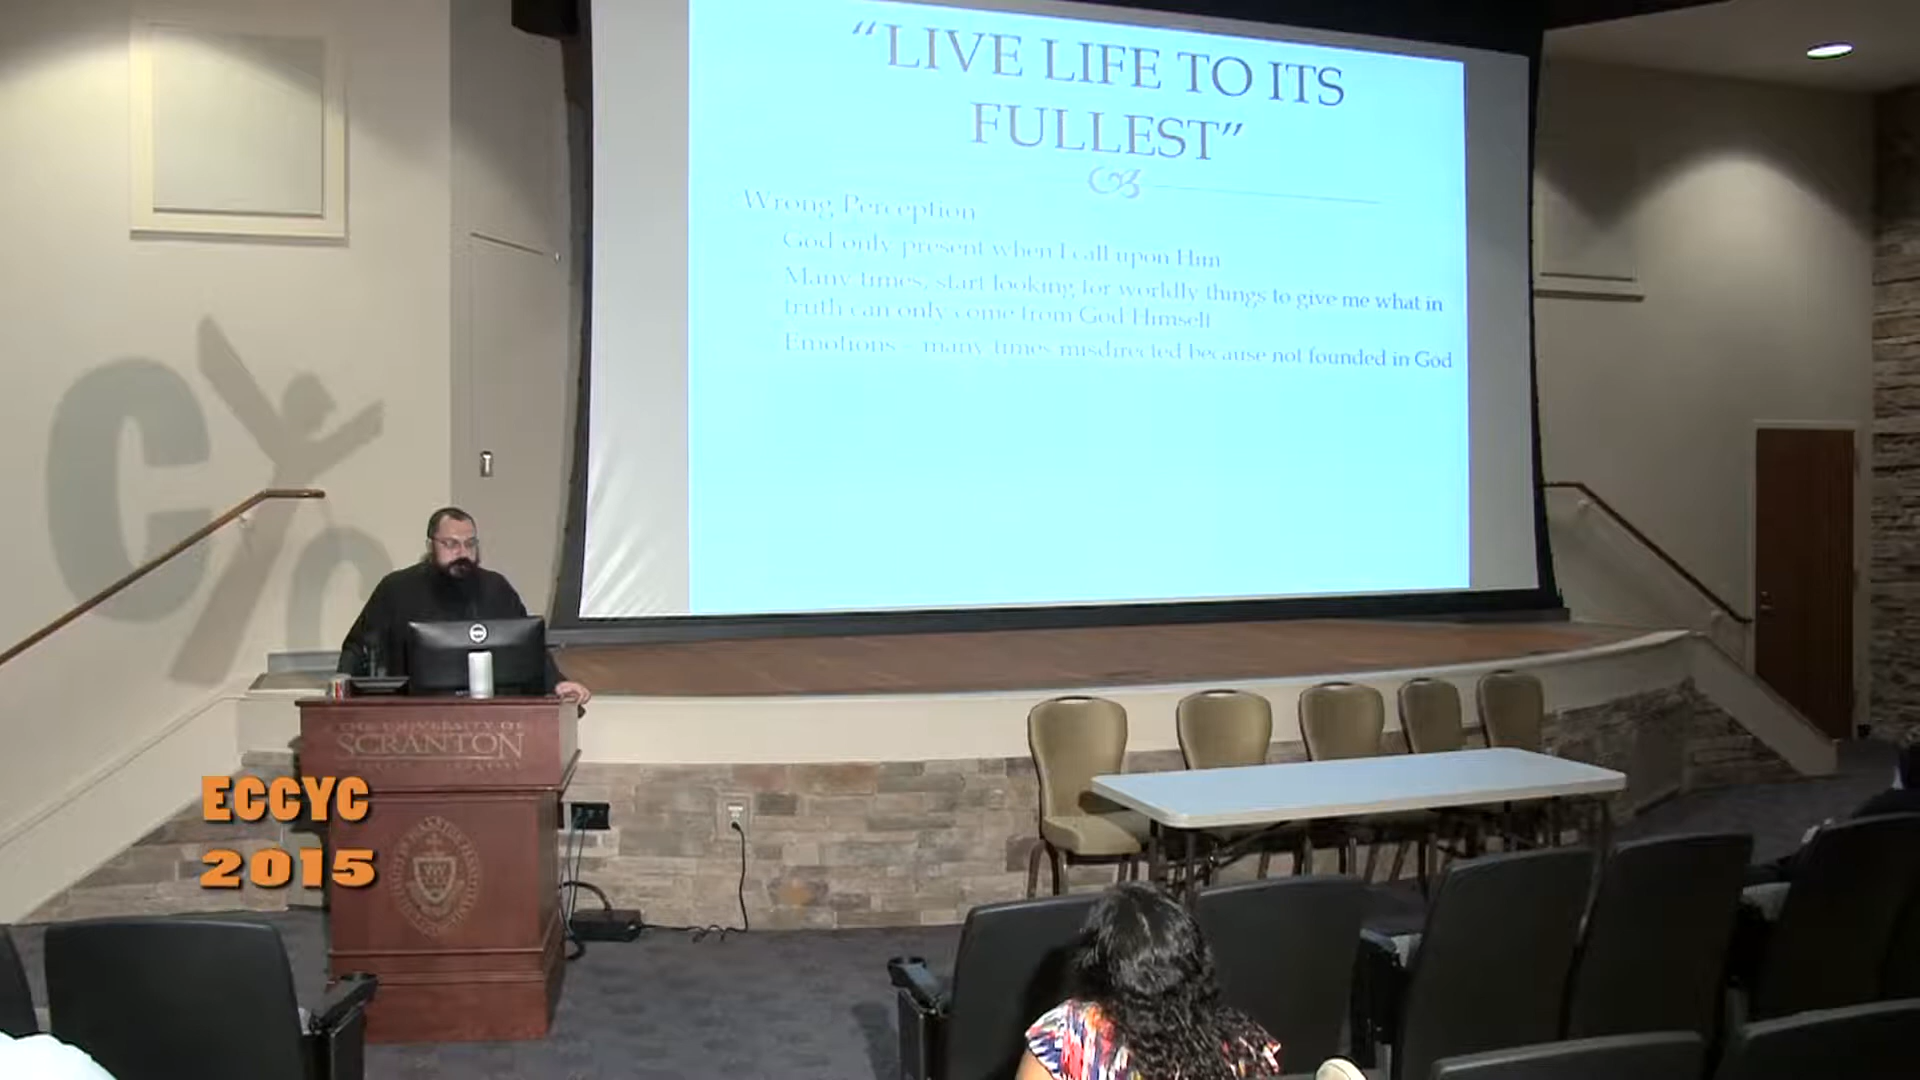 “LIVE LIFE TO ITS
FULLEST”
Wrong Perception
God only present when I call upon Him
Many times, start looking for worldly things to give me what in
truth can only come from God Himself
Emotions – many times misdirected because not founded in God
CYC
THE UNIVERSITY OF
SCRANTON
ECCYC
2015